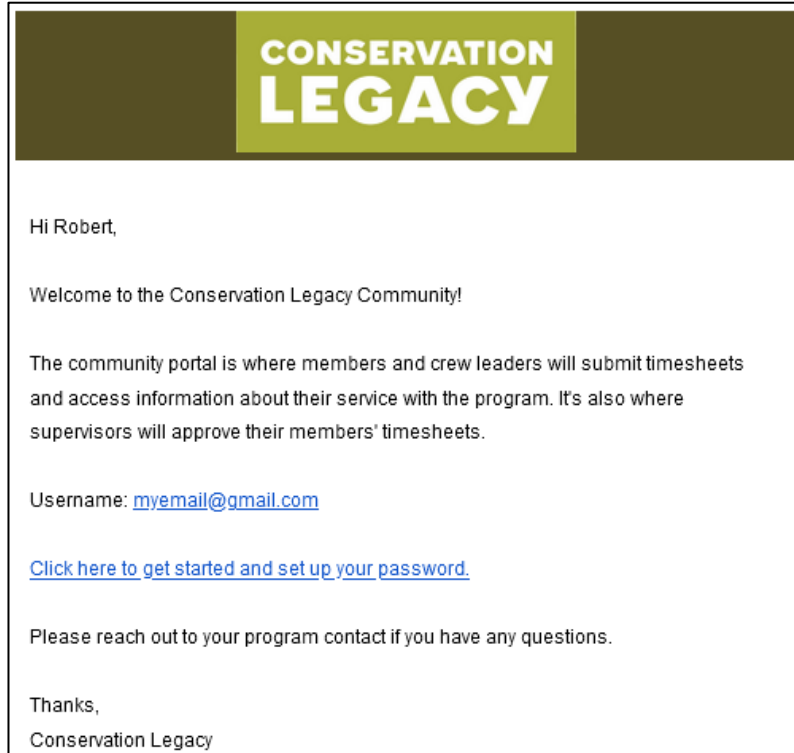 CONSERVATION
LEGACY
Hi Robert,
Welcome to the Conservation Legacy Community!
The community portal is where members and crew leaders will submit timesheets
and access information about their service with the program. It's also where
supervisors will approve their members' timesheets.
Username: myemail@gmail.com
Click here to get started and set up your password.
Please reach out to your program contact if you have any questions.
Thanks,
Conservation Legacy